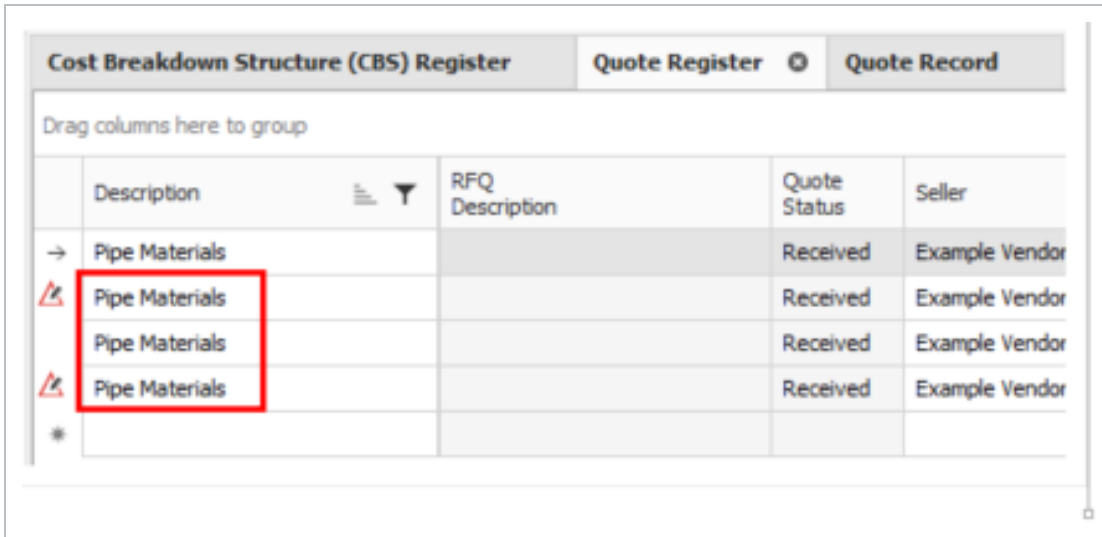 Cost Breakdown Structure (CBS) Register Quote Register Quote Record
Drag columns here to group
Description RFQ Description Quote Status Seller
Pipe Materials Received Example Vendor
Pipe Materials Received Example Vendor
Pipe Materials Received Example Vendor
Pipe Materials Received Example Vendor